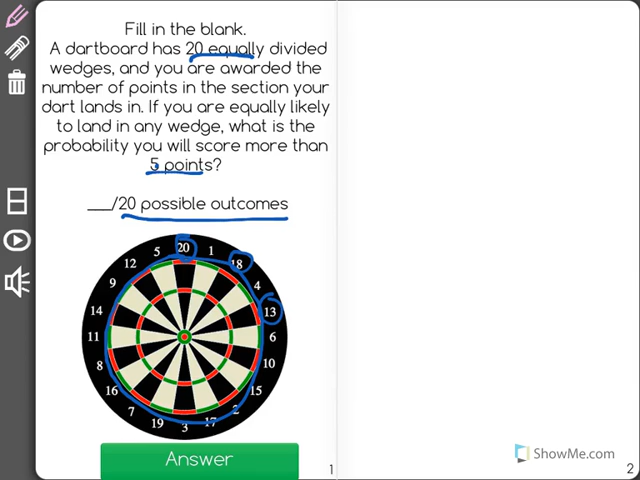 Fill in the blank.
A dartboard has 20 equally divided
wedges, and you are awarded the
number of points in the section your
dart lands in. If you are equally likely
to land in any wedge, what is the
probability you will score more than
5 points?
___/20 possible outcomes
20
5
1
12
18
9
4
14
13
11
6
8
10
16
15
7
2
19
17
3
Answer
1
ShowMe.com
2